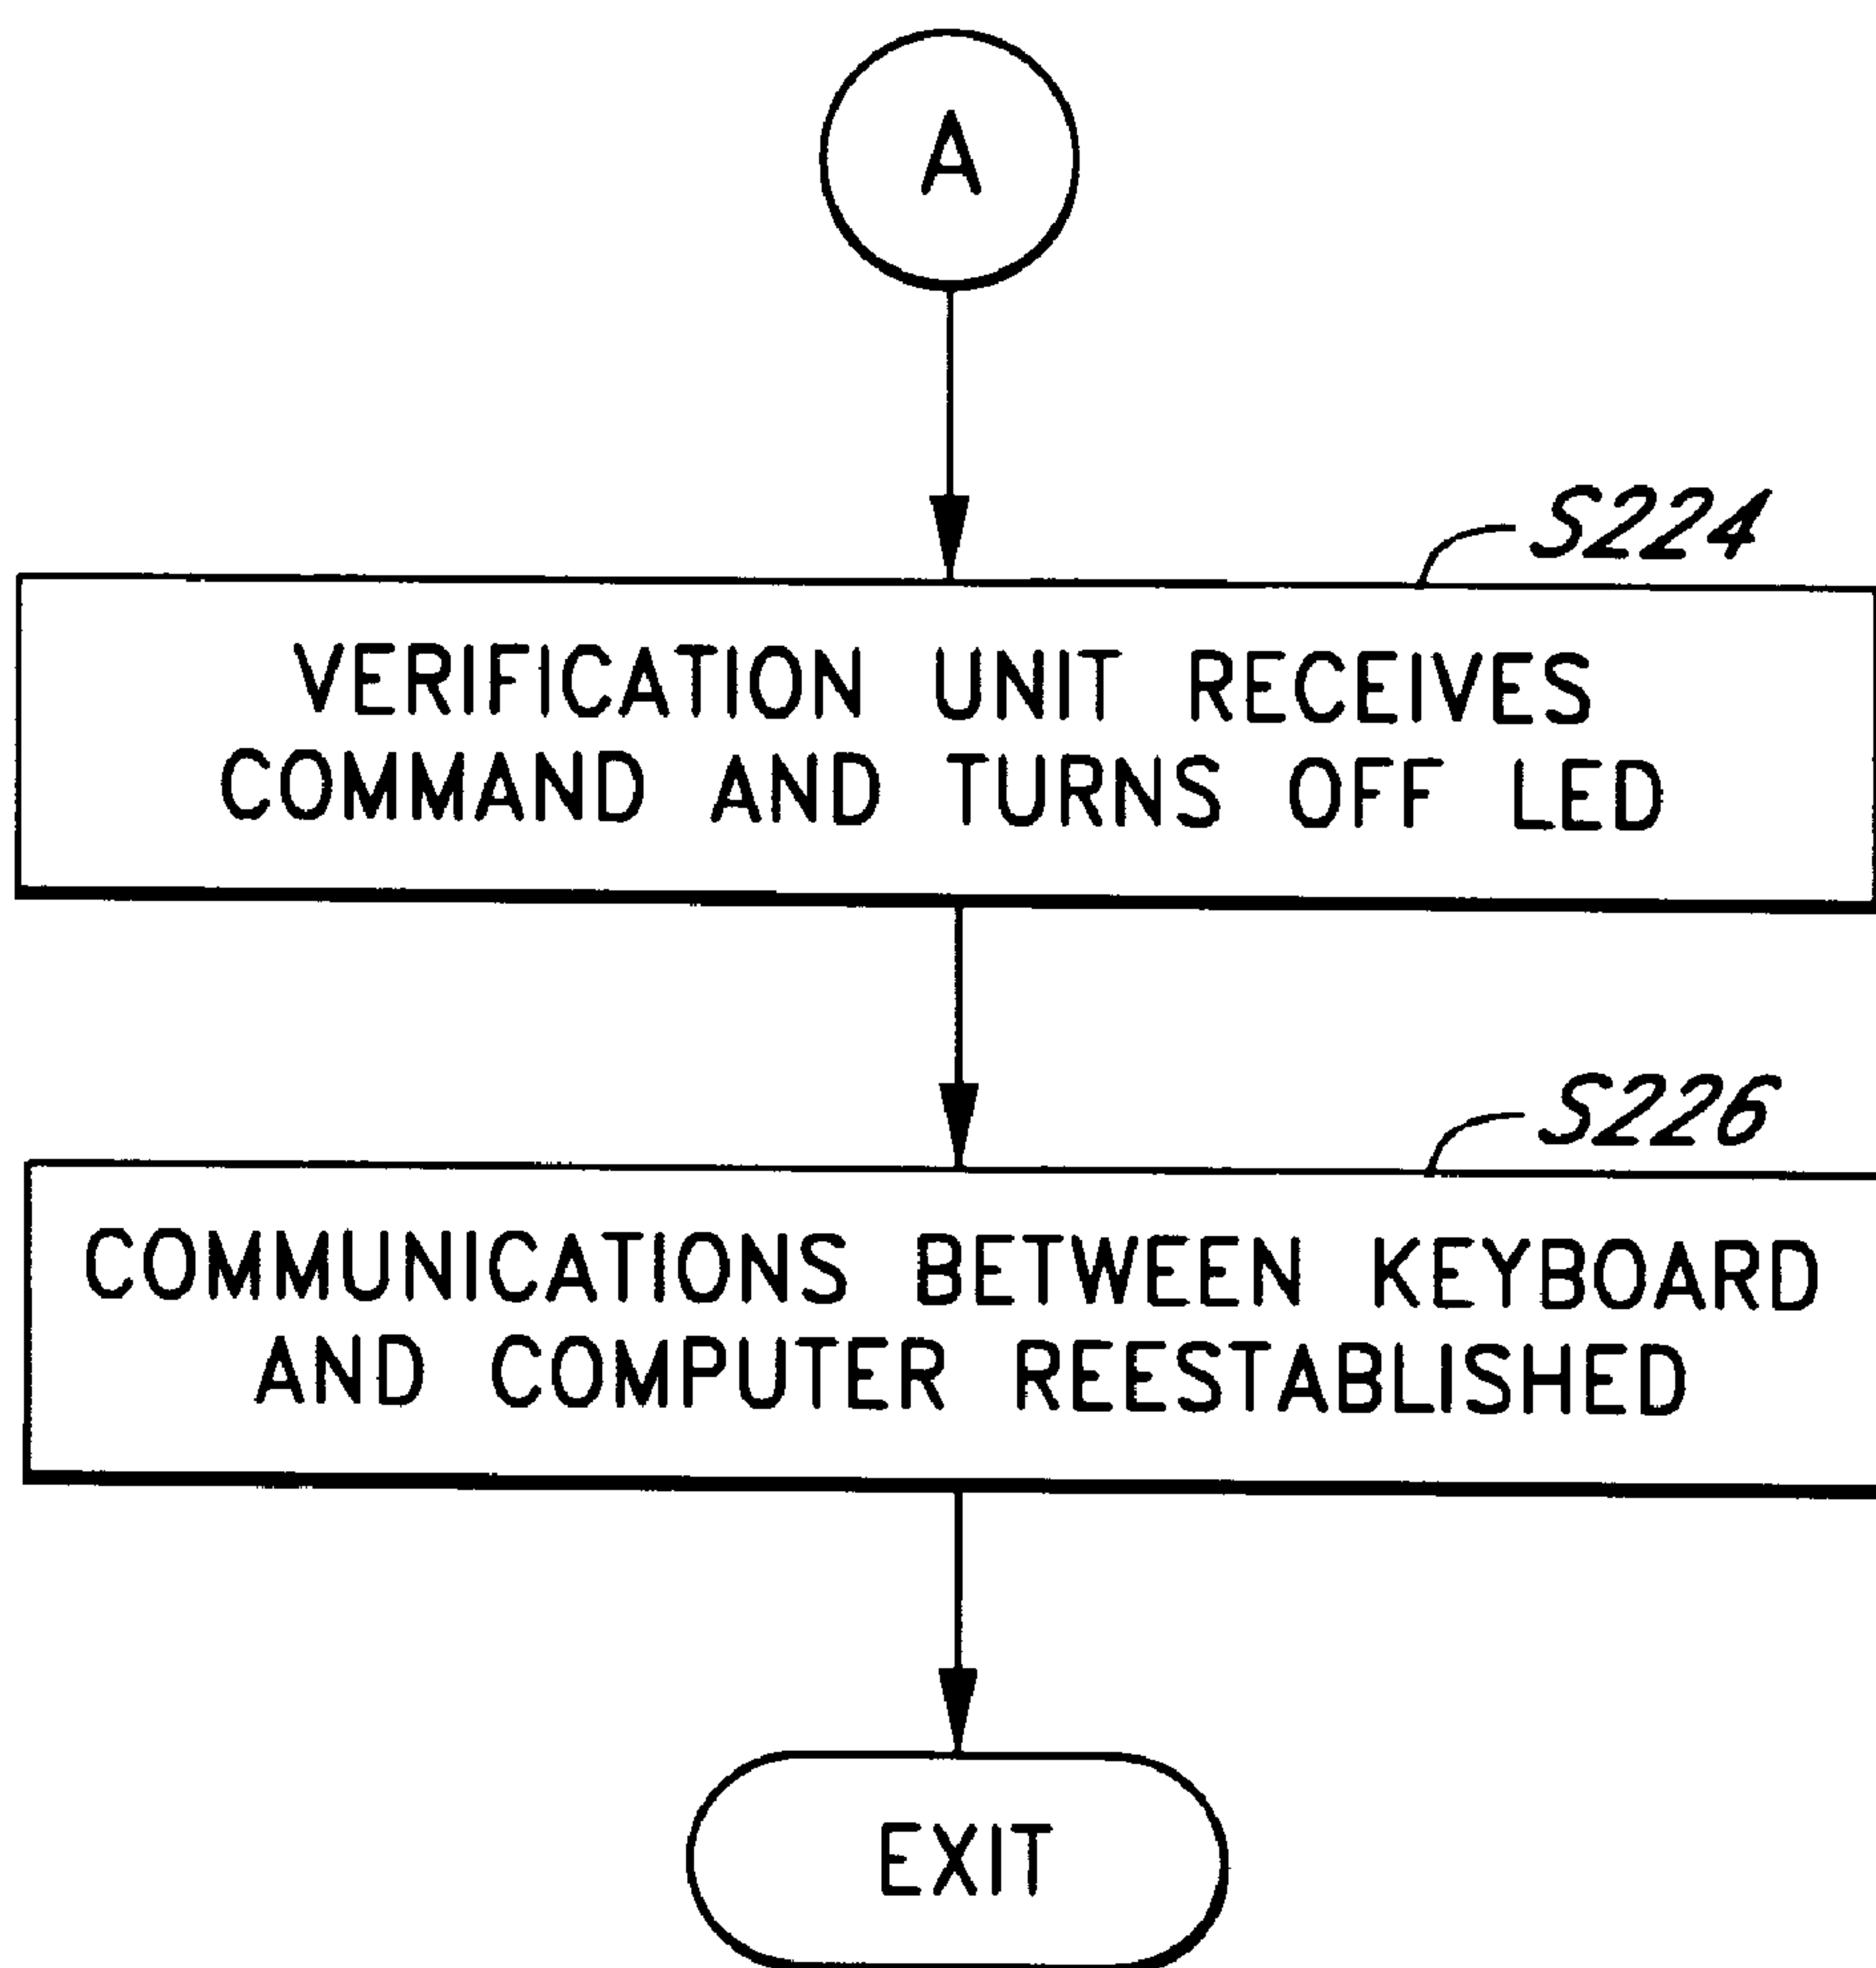 A
S224
VERIFICATION UNIT RECEIVES
COMMAND AND TURNS OFF LED
S226
COMMUNICATIONS BETWEEN KEYBOARD
AND COMPUTER REESTABLISHED
EXIT